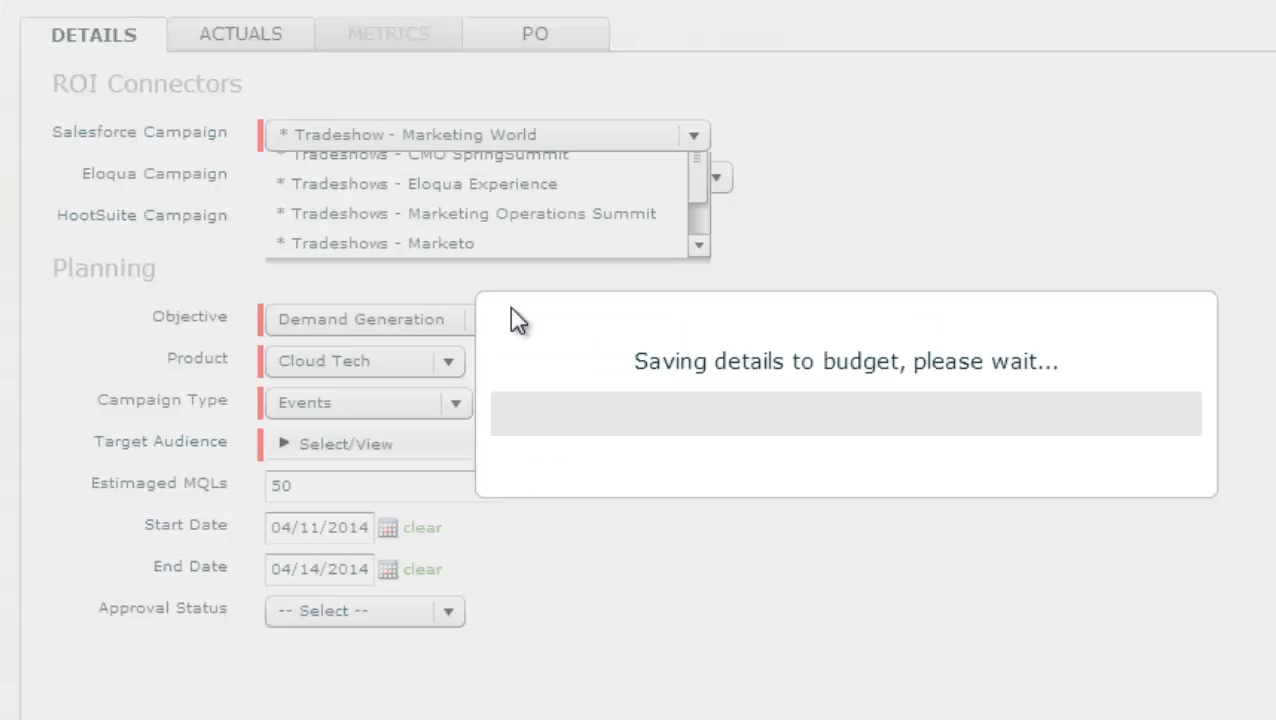 DETAILS ACTUALS METRICS PO
ROI Connectors
Salesforce Campaign * Tradeshow - Marketing World
* Tradeshows - CMO SpringSummit
Eloqua Campaign
* Tradeshows - Eloqua Experience
HootSuite Campaign * Tradeshows - Marketing Operations Summit
* Tradeshows - Marketo
Planning
Objective Demand Generation
Product Cloud Tech
Saving details to budget, please wait...
Campaign Type Events
Target Audience Select/View
Estimaged MQLs 50
Start Date 04/11/2014 clear
End Date 04/14/2014 clear
Approval Status -- Select --